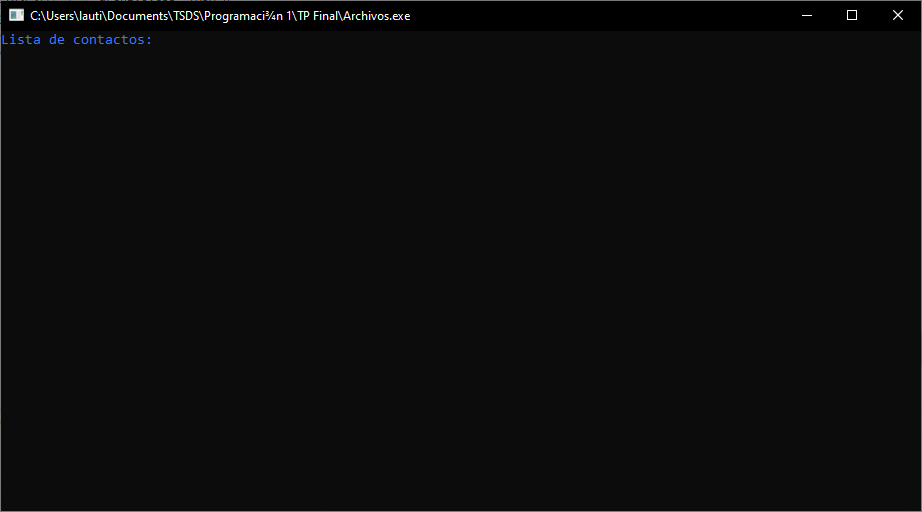 C:\Users\lauti\Documents\TSDS\Programaci¾n 1\TP Final\Archivos.exe
Lista de contactos: